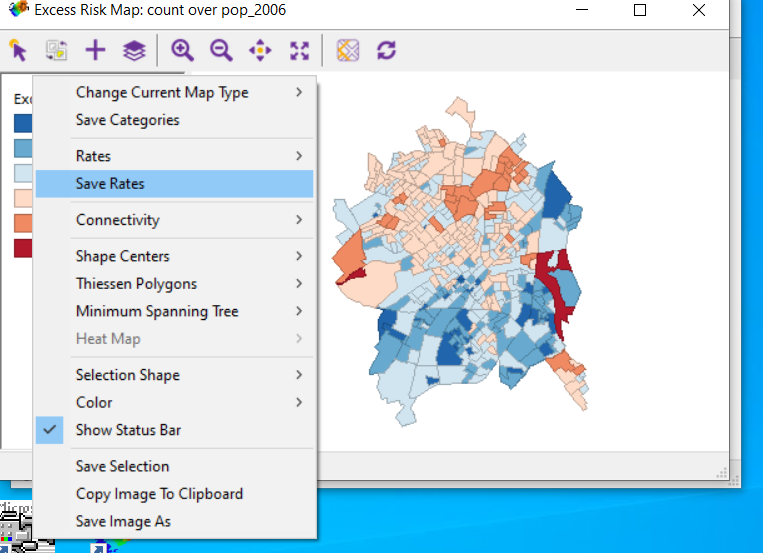 Excess Risk Map: count over pop_2006
Exc
Change Current Map Type
Save Categories
Rates
Save Rates
Connectivity
Shape Centers
Thiessen Polygons
Minimum Spanning Tree
Heat Map
Selection Shape
Color
Show Status Bar
Save Selection
Copy Image To Clipboard
Save Image As